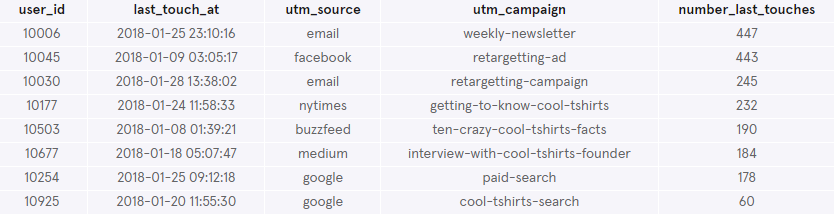 user_id last_touch_at utm_source utm_campaign number_last_touches
10006 2018-01-25 23:10:16 email weekly-newsletter 447
10045 2018-01-09 03:05:17 facebook retargetting-ad 443
10030 2018-01-28 13:38:02 email retargetting-campaign 245
10177 2018-01-24 11:58:33 nytimes getting-to-know-cool-tshirts 232
10503 2018-01-08 01:39:21 buzzfeed ten-crazy-cool-tshirts-facts 190
10677 2018-01-18 05:07:47 medium interview-with-cool-tshirts-founder 184
10254 2018-01-25 09:12:18 google paid-search 178
10925 2018-01-20 11:55:30 google cool-tshirts-search 60